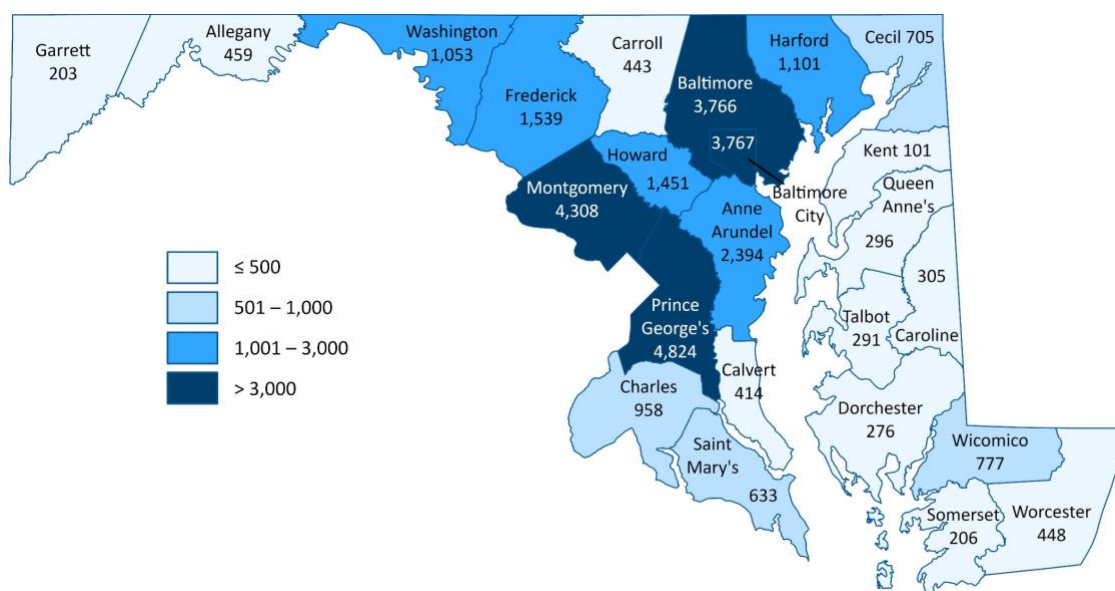 Garrett
203
Allegany
459
Washington
1,053
Frederick
1,539
Carroll
443
Baltimore
3,766
3,767
Baltimore
City
Harford
1,101
Cecil 705
Kent 101
Queen
Anne's
296
305
Caroline
Talbot
291
Howard
1,451
Montgomery
4,308
Anne
Arundel
2,394
Prince
George's
4,824
Calvert
414
Charles
958
Saint
Mary's
633
Dorchester
276
Wicomico
777
Somerset
206
Worcester
448
≤ 500
501 – 1,000
1,001 – 3,000
> 3,000